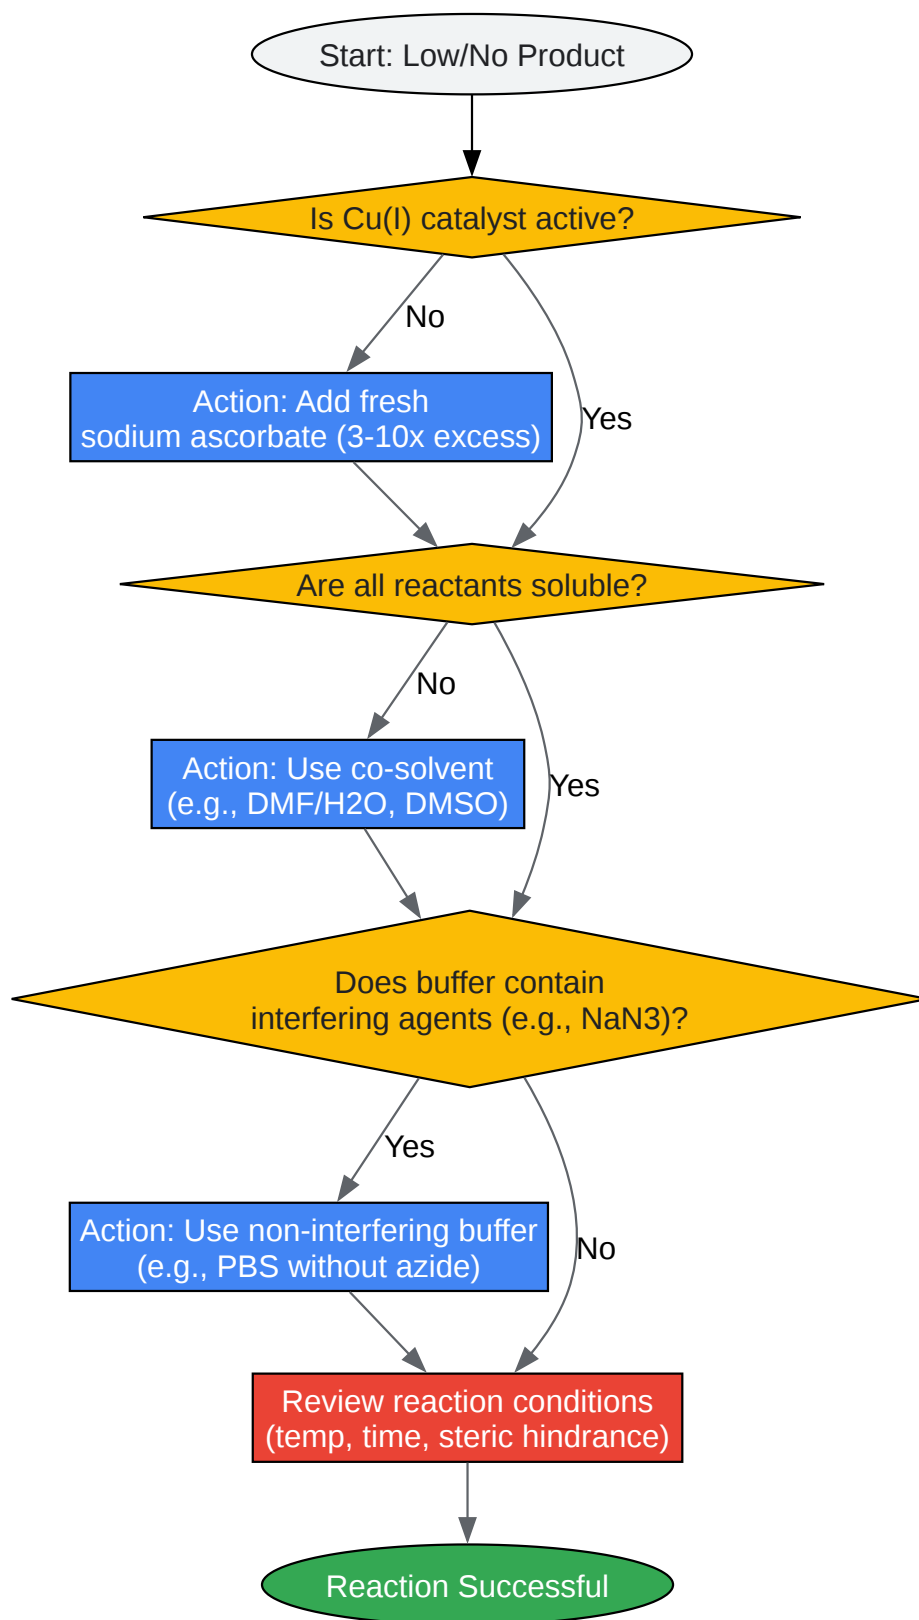 Start: Low/No Product
Is Cu(I) catalyst active?
No
Action: Add fresh
sodium ascorbate (3-10x excess)
Yes
Are all reactants soluble?
No
Action: Use co-solvent
(e.g., DMF/H2O, DMSO)
Yes
Does buffer contain
interfering agents (e.g., NaN3)?
Yes
Action: Use non-interfering buffer
(e.g., PBS without azide)
No
Review reaction conditions
(temp, time, steric hindrance)
Reaction Successful